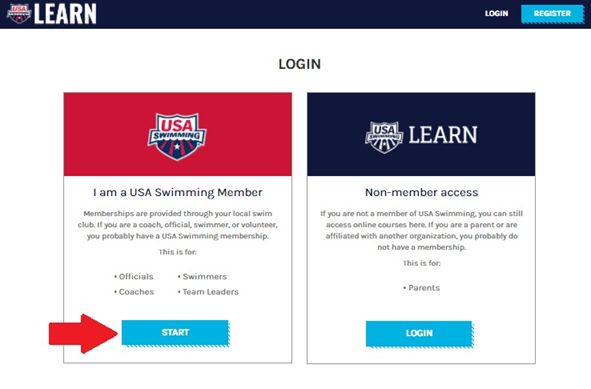 USA SWIMMING LEARN
LOGIN
REGISTER
LOGIN
USA SWIMMING
I am a USA Swimming Member
Memberships are provided through your local swim
club. If you are a coach, official, swimmer, or volunteer,
you probably have a USA Swimming membership.
This is for:
• Officials • Swimmers
• Coaches • Team Leaders
START
USA SWIMMING LEARN
Non-member access
If you are not a member of USA Swimming, you can still
access online courses here. If you are a parent or are
affiliated with another organization, you probably do
not have a membership.
This is for:
• Parents
LOGIN